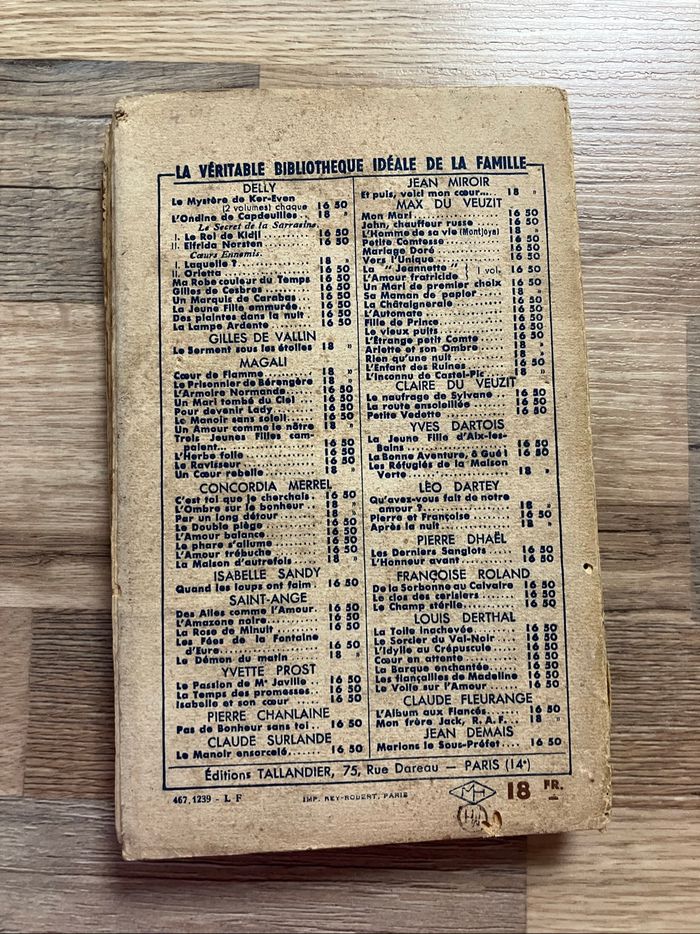 LA VÉRITABLE BIBLIOTHEQUE IDÉALE DE LA FAMILLE
DELLY
Le Mystère de Ker-Even
(2 volumes) chaque 16 50
L'Ondine de Capdeuilles. 18 »
Le Secret de la Sarrasine.
I. Le Roi de Kidji 16 50
II. Elfrida Norsten 16 50
Cœurs Ennemis.
I. Laquelle ? 18 »
II. Orietta 16 50
Ma Robe couleur du Temps 16 50
Gilles de Cesbres 16 50
Un Marquis de Carabas 16 50
La Jeune Fille emmurée. 16 50
Des plaintes dans la nuit 16 50
La Lampe Ardente 16 50
GILLES DE VALLIN
Le Serment sous les étoiles 18 »
MAGALI
Cœur de Flamme 18 »
Le Prisonnier de Bérengère 18 »
L'Armoire Normande 16 50
Un Mari tombé du Ciel 16 50
Pour devenir Lady 16 50
Le Manoir sans soleil 16 50
Un Amour comme le nôtre 18 »
Trois Jeunes Filles campaient...
L'Herbe folle 16 50
Le Ravisseur 16 50
Un Cœur rebelle 18 »
CONCORDIA MERREL
C'est toi que je cherchais 16 50
L'Ombre sur le bonheur 18 »
Par un long détour 18 »
Le Double piège 16 50
L'Amour balance 16 50
Le phare s'allume 16 50
L'Amour trébuche 16 50
La Maison d'autrefois 18 »
ISABELLE SANDY
Quand les loups ont faim 16 50
SAINT-ANGE
Des Ailes comme l'Amour. 16 50
L'Amazone noire 16 50
La Rose de Minuit 16 50
Les Fées de la Fontaine
d'Eure 16 50
Le Démon du matin 18 »
YVETTE PROST
Le Passion de Me Javille 16 50
La Temps des promesses 16 50
Isabelle et son cœur 16 50
PIERRE CHANLAINE
Pas de Bonheur sans toi 16 50
CLAUDE SURLANDE
Le Manoir ensorcelé 16 50
JEAN MIROIR
Et puis, voici mon cœur... 18 »
MAX DU VEUZIT
Mon Mari 16 50
John, chauffeur russe 16 50
L'Homme de sa vie (Montjoya) 18 »
Petite Comtesse 16 50
Mariage Doré 16 50
Vers l'Unique 16 50
La "Jeannette"
L'Amour fratricide 1 vol. 16 50
Un Mari de premier choix 16 50
Sa Maman de papier 18 »
La Châtaigneraie 16 50
L'Automate 16 50
Fille de Prince 16 50
Le vieux puits 16 50
L'Étrange petit Comte 16 50
Arlette et son Ombre 18 »
Rien qu'une nuit 18 »
L'Enfant des Ruines 18 »
L'Inconnu de Castel-Pic 18 »
CLAIRE DU VEUZIT
Le naufrage de Sylvane 16 50
La route ensoleillée 16 50
Petite Vedette 16 50
YVES DARTOIS
La Jeune Fille d'Aix-les-
Bains 16 50
La Bonne Aventure, ô Gué ! 16 50
Les Réfugiés de la Maison
Verte 18 »
LÉO DARTEY
Qu'avez-vous fait de notre
amour ? 18 »
Pierre et Françoise 16 50
Après la nuit 18 »
PIERRE DHAËL
Les Derniers Sanglots 16 50
L'Honneur avant 16 50
FRANÇOISE ROLAND
De la Sorbonne au Calvaire 16 50
Le clos des cerisiers 16 50
Le Champ stérile 16 50
LOUIS DERTHAL
La Toile inachevée 16 50
Le Sorcier du Val-Noir 16 50
L'Idylle au Crépuscule 16 50
Cœur en attente 16 50
La Barque enchantée 16 50
Les fiançailles de Madeline 16 50
Le Voile sur l'Amour 16 50
CLAUDE FLEURANGE
L'Album aux Fiancés 16 50
Mon frère Jack, R.A.F. 18 »
JEAN DEMAIS
Marions le Sous-Préfet 16 50
Éditions TALLANDIER, 75, Rue Dareau — PARIS (14e)
467.1239 - L F
IMP. REY-ROBERT, PARIS
MH
18 FR.